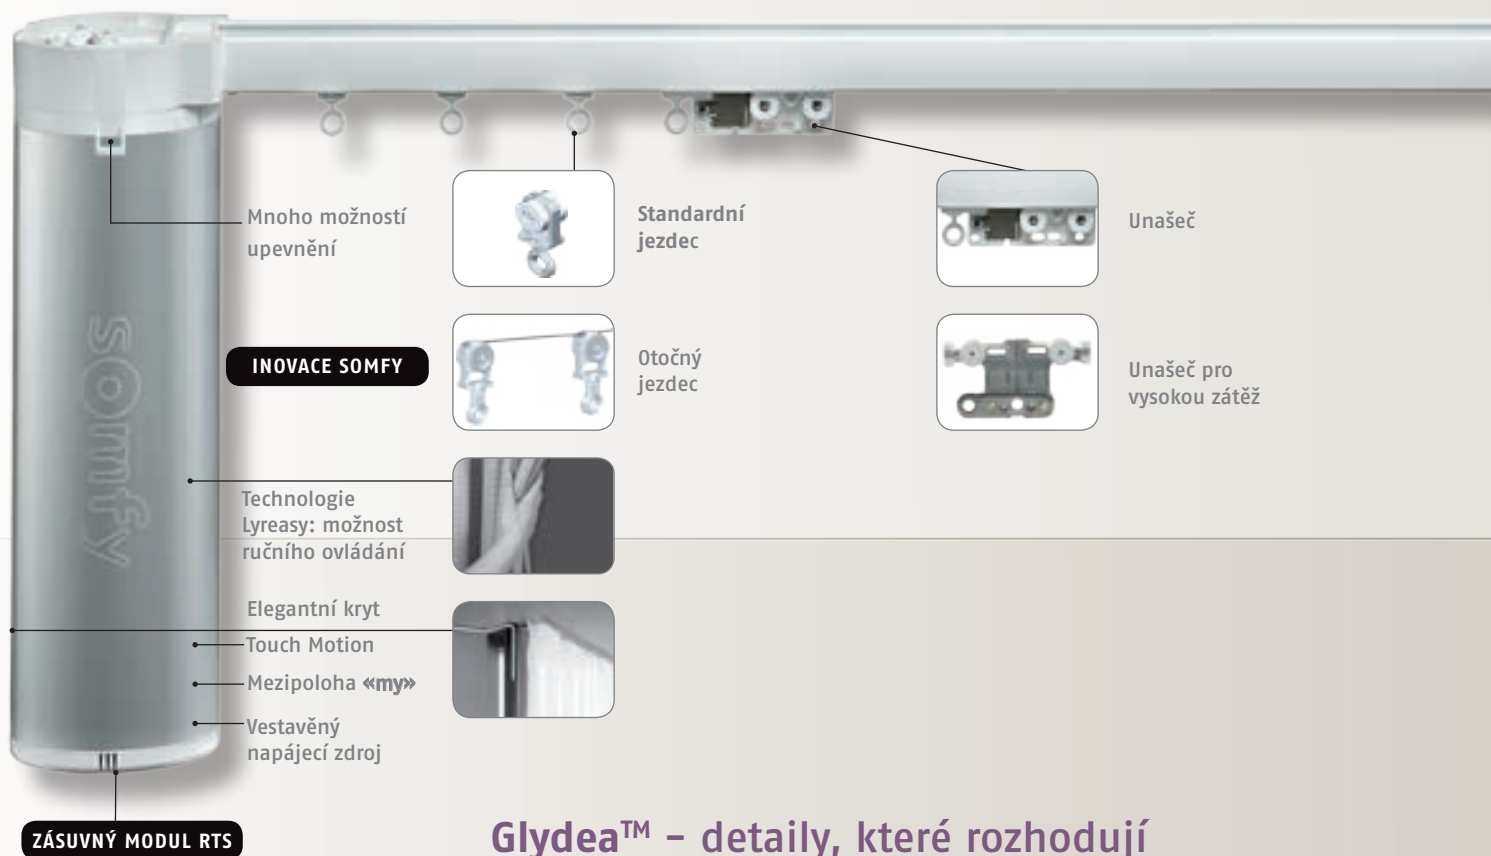 Mnoho možností
upevnění
Standardní
jezdec
Unašeč
somfy
INOVACE SOMFY
Otočný
jezdec
Unašeč pro
vysokou zátěž
Technologie
Lyreasy: možnost
ručního ovládání
Elegantní kryt
Touch Motion
Mezipoloha «my»
Vestavěný
napájecí zdroj
ZÁSUVNÝ MODUL RTS
Glydea™ – detaily, které rozhodují